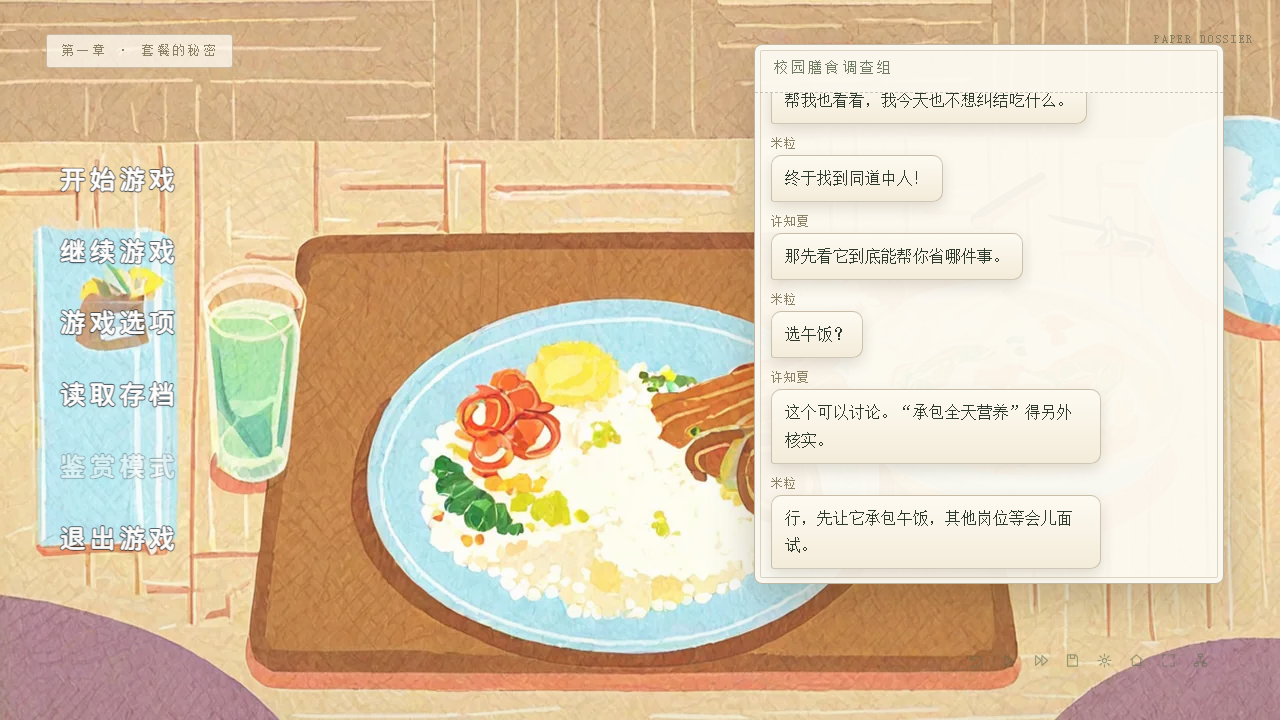 第一章 · 套餐的秘密
PAPER DOSSIER
校园膳食调查组
帮我也看看，我今天也不想纠结吃什么。
米粒
终于找到同道中人！
许知夏
那先看它到底能帮你省哪件事。
米粒
选午饭？
许知夏
这个可以讨论。“承包全天营养”得另外
核实。
米粒
行，先让它承包午饭，其他岗位等会儿面
试。
开始游戏
继续游戏
游戏选项
读取存档
鉴赏模式
退出游戏